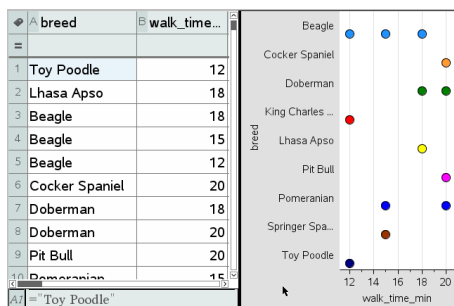 A breed B walk_time...
=
1 Toy Poodle 12
2 Lhasa Apso 18
3 Beagle 18
4 Beagle 15
5 Beagle 12
6 Cocker Spaniel 20
7 Doberman 18
8 Doberman 20
9 Pit Bull 20
10 Pomeranian 15
A1 ="Toy Poodle"
breed
Beagle
Cocker Spaniel
Doberman
King Charles ...
Lhasa Apso
Pit Bull
Pomeranian
Springer Spa...
Toy Poodle
12 14 16 18 20
walk_time_min